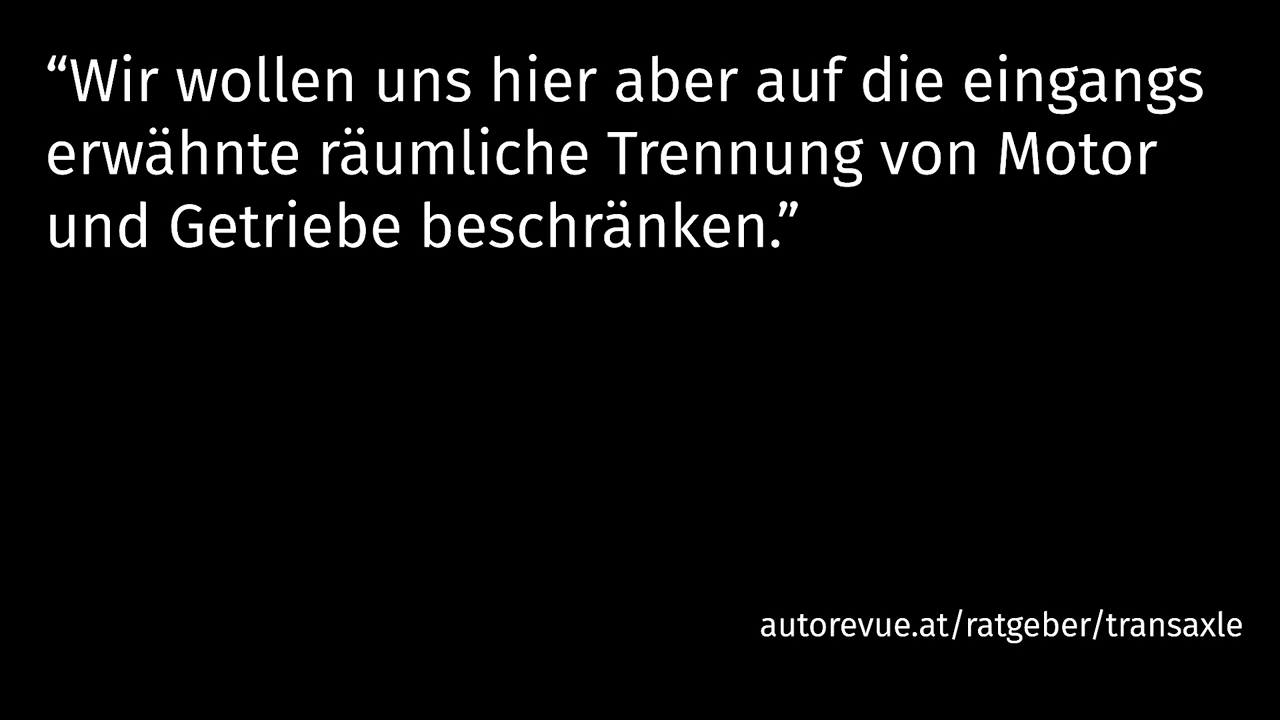 “Wir wollen uns hier aber auf die eingangs
erwähnte räumliche Trennung von Motor
und Getriebe beschränken.”
autorevue.at/ratgeber/transaxle